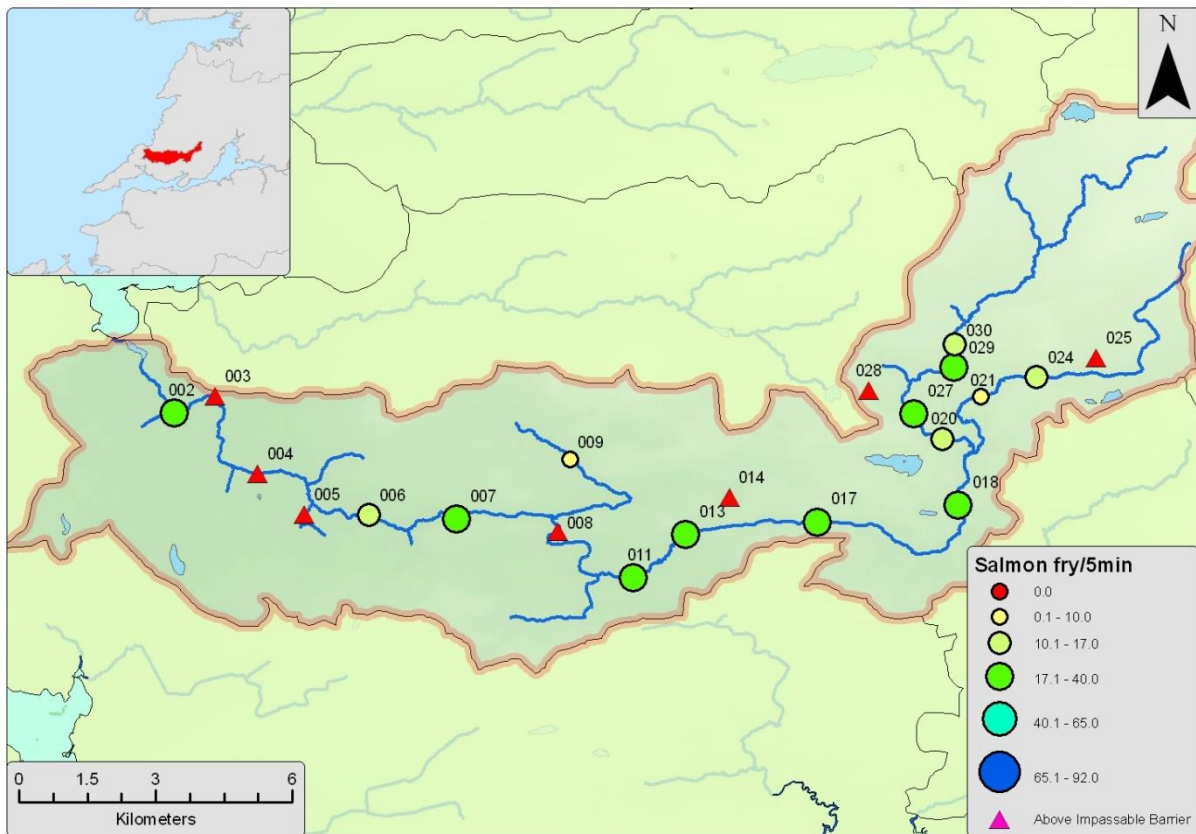 N
030
029
025
003
028
024
002
027
021
020
009
004
014
018
005
006
007
013
017
008
011
Salmon fry/5min
0.0
0.1 - 10.0
10.1 - 17.0
17.1 - 40.0
40.1 - 65.0
65.1 - 92.0
Above Impassable Barrier
0 1.5 3 6
Kilometers